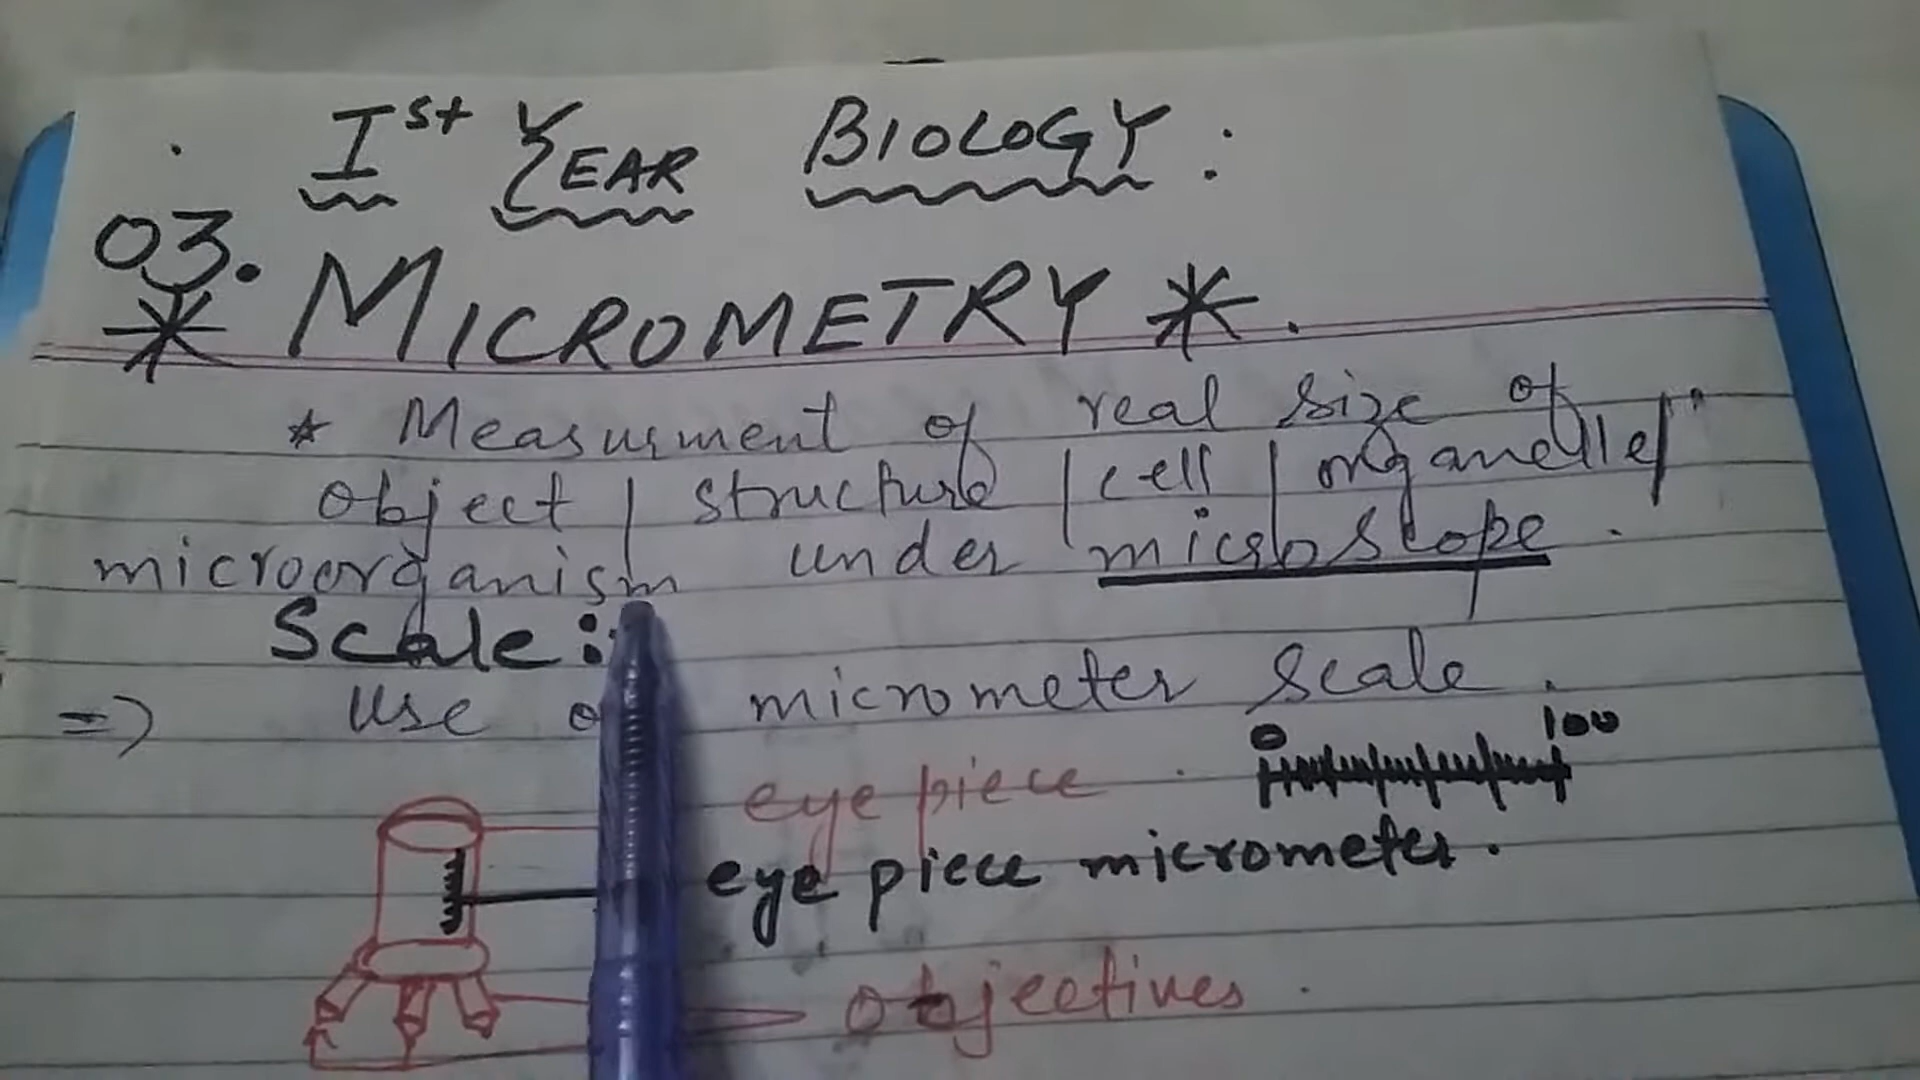 Ist YEAR BIOLOGY :
03.
* MICROMETRY *.
* Measurment of real size of
object / structure / cell / organelle/
microorganism under microscope.
Scale :
=> Use micrometer scale.
0 100
eye piece
eye piece micrometer.
objectives.